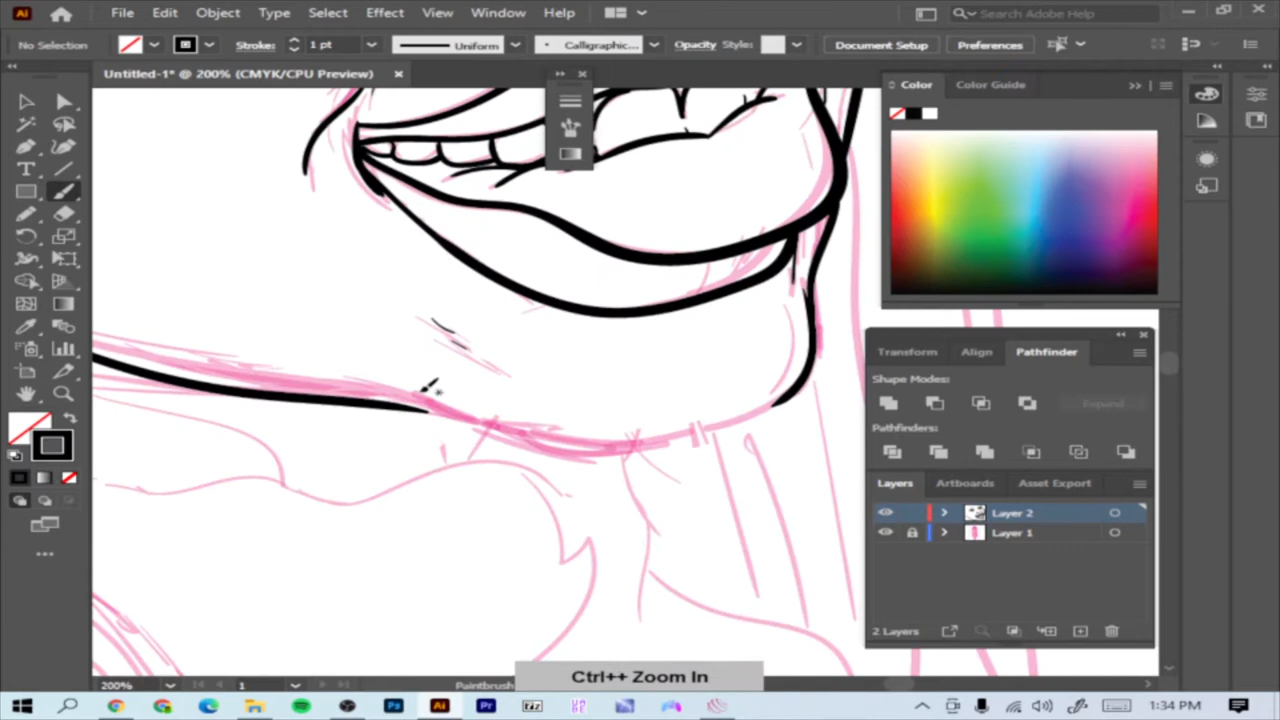 Ai File Edit Object Type Select Effect View Window Help Search Adobe Help
No Selection Stroke: 1 pt Uniform Calligraphic... Opacity Style: Document Setup Preferences
Untitled-1* @ 200% (CMYK/CPU Preview)
Color Color Guide
Transform Align Pathfinder
Shape Modes:
Expand
Pathfinders:
Layers Artboards Asset Export
Layer 2
Layer 1
2 Layers
Ctrl++ Zoom In
200% 1 Paintbrush
Ps Ai Pr 1:34 PM